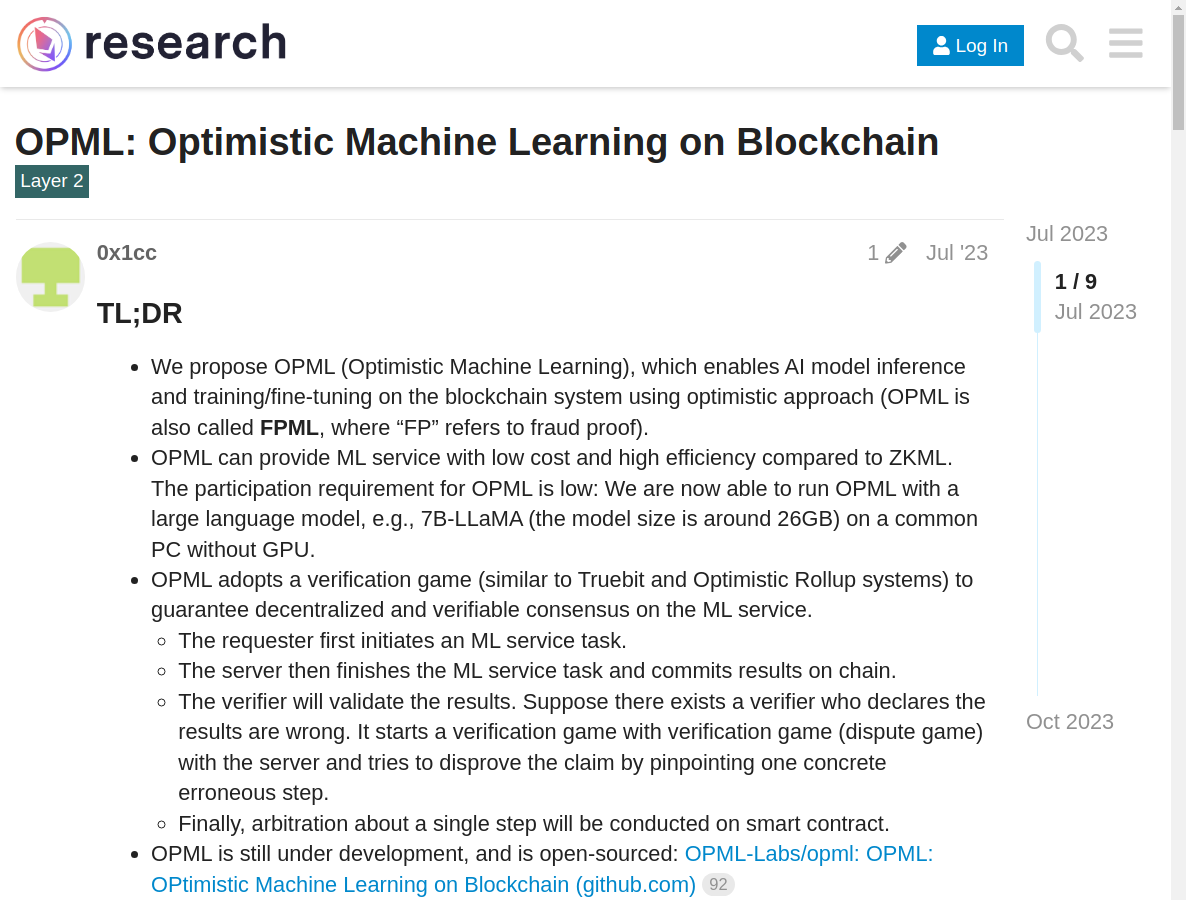 research
Log In
OPML: Optimistic Machine Learning on Blockchain
Layer 2
0x1cc
1
Jul '23
Jul 2023
1 / 9
Jul 2023
Oct 2023
TL;DR
We propose OPML (Optimistic Machine Learning), which enables AI model inference
and training/fine-tuning on the blockchain system using optimistic approach (OPML is
also called FPML, where “FP” refers to fraud proof).
OPML can provide ML service with low cost and high efficiency compared to ZKML.
The participation requirement for OPML is low: We are now able to run OPML with a
large language model, e.g., 7B-LLaMA (the model size is around 26GB) on a common
PC without GPU.
OPML adopts a verification game (similar to Truebit and Optimistic Rollup systems) to
guarantee decentralized and verifiable consensus on the ML service.
The requester first initiates an ML service task.
The server then finishes the ML service task and commits results on chain.
The verifier will validate the results. Suppose there exists a verifier who declares the
results are wrong. It starts a verification game with verification game (dispute game)
with the server and tries to disprove the claim by pinpointing one concrete
erroneous step.
Finally, arbitration about a single step will be conducted on smart contract.
OPML is still under development, and is open-sourced: OPML-Labs/opml: OPML:
OPtimistic Machine Learning on Blockchain (github.com) 92